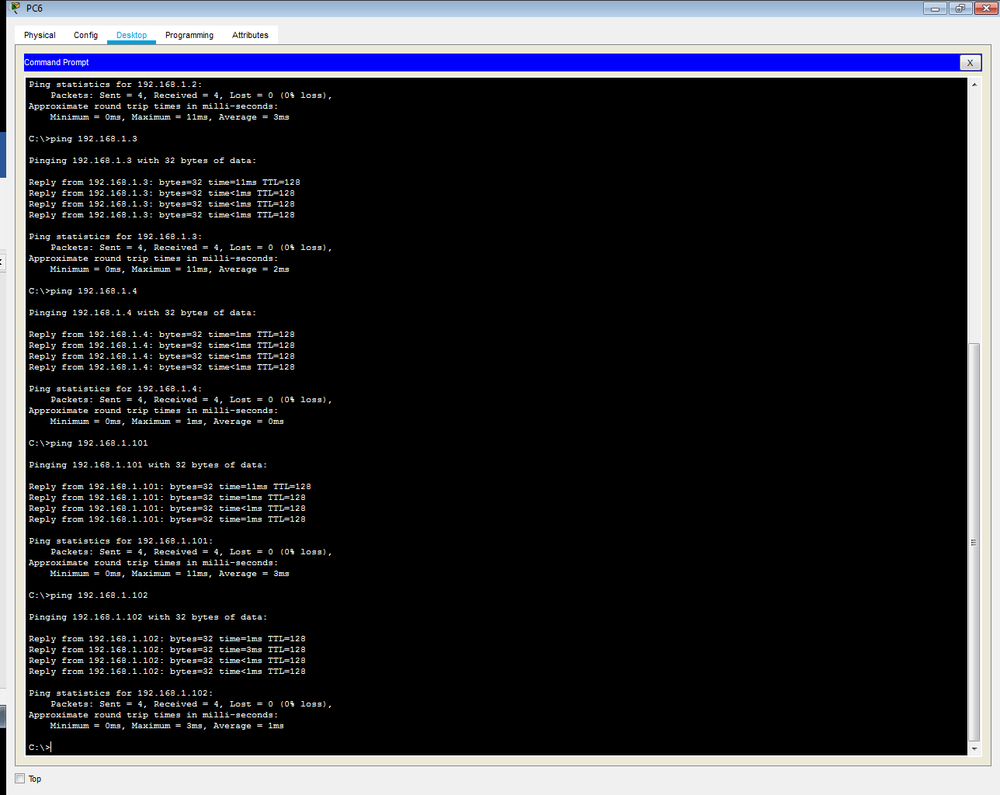 PC6
Physical Config Desktop Programming Attributes
Command Prompt
X
Ping statistics for 192.168.1.2:
    Packets: Sent = 4, Received = 4, Lost = 0 (0% loss),
Approximate round trip times in milli-seconds:
    Minimum = 0ms, Maximum = 11ms, Average = 3ms
C:\>ping 192.168.1.3
Pinging 192.168.1.3 with 32 bytes of data:
Reply from 192.168.1.3: bytes=32 time=11ms TTL=128
Reply from 192.168.1.3: bytes=32 time<1ms TTL=128
Reply from 192.168.1.3: bytes=32 time<1ms TTL=128
Reply from 192.168.1.3: bytes=32 time<1ms TTL=128
Ping statistics for 192.168.1.3:
    Packets: Sent = 4, Received = 4, Lost = 0 (0% loss),
Approximate round trip times in milli-seconds:
    Minimum = 0ms, Maximum = 11ms, Average = 2ms
C:\>ping 192.168.1.4
Pinging 192.168.1.4 with 32 bytes of data:
Reply from 192.168.1.4: bytes=32 time=1ms TTL=128
Reply from 192.168.1.4: bytes=32 time<1ms TTL=128
Reply from 192.168.1.4: bytes=32 time<1ms TTL=128
Reply from 192.168.1.4: bytes=32 time<1ms TTL=128
Ping statistics for 192.168.1.4:
    Packets: Sent = 4, Received = 4, Lost = 0 (0% loss),
Approximate round trip times in milli-seconds:
    Minimum = 0ms, Maximum = 1ms, Average = 0ms
C:\>ping 192.168.1.101
Pinging 192.168.1.101 with 32 bytes of data:
Reply from 192.168.1.101: bytes=32 time=11ms TTL=128
Reply from 192.168.1.101: bytes=32 time=1ms TTL=128
Reply from 192.168.1.101: bytes=32 time<1ms TTL=128
Reply from 192.168.1.101: bytes=32 time=1ms TTL=128
Ping statistics for 192.168.1.101:
    Packets: Sent = 4, Received = 4, Lost = 0 (0% loss),
Approximate round trip times in milli-seconds:
    Minimum = 0ms, Maximum = 11ms, Average = 3ms
C:\>ping 192.168.1.102
Pinging 192.168.1.102 with 32 bytes of data:
Reply from 192.168.1.102: bytes=32 time=1ms TTL=128
Reply from 192.168.1.102: bytes=32 time=3ms TTL=128
Reply from 192.168.1.102: bytes=32 time<1ms TTL=128
Reply from 192.168.1.102: bytes=32 time<1ms TTL=128
Ping statistics for 192.168.1.102:
    Packets: Sent = 4, Received = 4, Lost = 0 (0% loss),
Approximate round trip times in milli-seconds:
    Minimum = 0ms, Maximum = 3ms, Average = 1ms
C:\>
Top